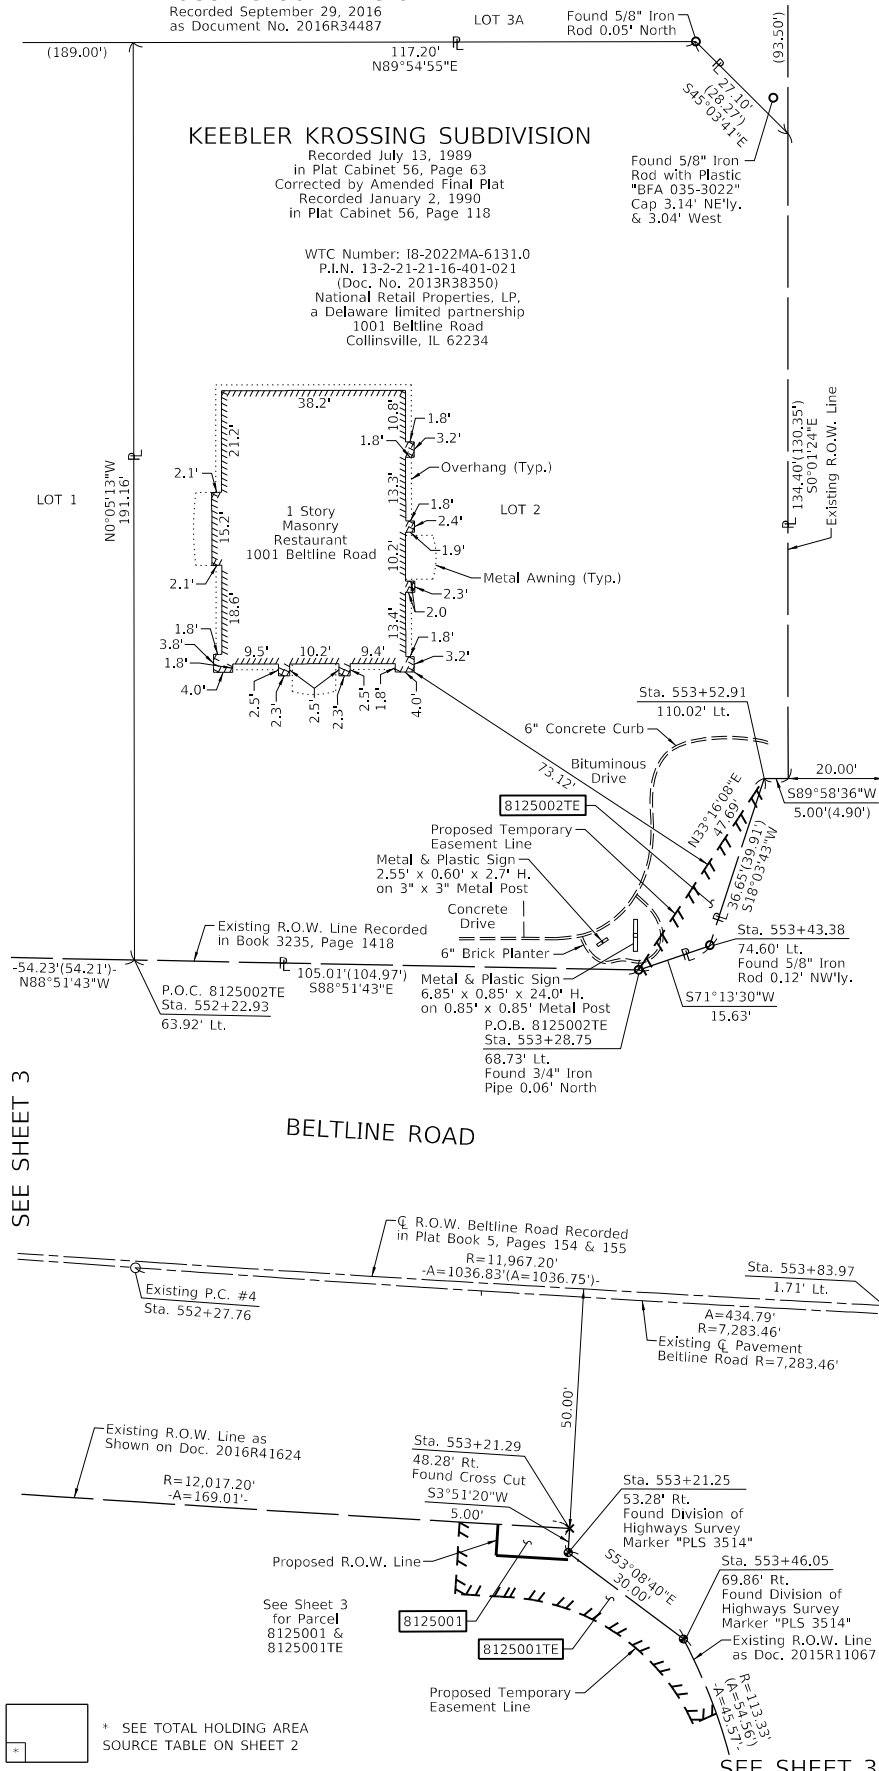 Recorded September 29, 2016
as Document No. 2016R34487
LOT 3A
Found 5/8" Iron
Rod 0.05' North
(93.50')
(189.00')
117.20'
N89°54'55"E
27.10'
(28.27')
S45°03'41"E
KEEBLER KROSSING SUBDIVISION
Recorded July 13, 1989
in Plat Cabinet 56, Page 63
Corrected by Amended Final Plat
Recorded January 2, 1990
in Plat Cabinet 56, Page 118
Found 5/8" Iron
Rod with Plastic
"BFA 035-3022"
Cap 3.14' NE'ly.
& 3.04' West
WTC Number: I8-2022MA-6131.0
P.I.N. 13-2-21-21-16-401-021
(Doc. No. 2013R38350)
National Retail Properties, LP,
a Delaware limited partnership
1001 Beltline Road
Collinsville, IL 62234
38.2'
10.8'
1.8'
1.8'
3.2'
21.2'
Overhang (Typ.)
134.40'(130.35')
S0°01'24"E
Existing R.O.W. Line
2.1'
13.3'
LOT 1
N0°05'13"W
191.16'
1.8'
LOT 2
2.4'
15.2'
1 Story
Masonry
Restaurant
1001 Beltline Road
1.9'
10.2'
Metal Awning (Typ.)
2.1'
2.3'
2.0
18.6'
13.4'
1.8'
1.8'
3.8'
3.2'
1.8'
9.5'
10.2'
9.4'
4.0'
2.5'
2.3'
2.5'
2.3'
2.5'
1.8'
4.0'
Sta. 553+52.91
110.02' Lt.
6" Concrete Curb
Bituminous
Drive
73.12'
20.00'
S89°58'36"W
5.00'(4.90')
8125002TE
N33°16'08"E
47.69'
36.65'(39.91')
S18°03'43"W
Proposed Temporary
Easement Line
Metal & Plastic Sign
2.55' x 0.60' x 2.7' H.
on 3" x 3" Metal Post
Concrete
Drive
Existing R.O.W. Line Recorded
in Book 3235, Page 1418
6" Brick Planter
Sta. 553+43.38
74.60' Lt.
Found 5/8" Iron
Rod 0.12' NW'ly.
-54.23'(54.21')-
N88°51'43"W
105.01'(104.97')
S88°51'43"E
Metal & Plastic Sign
6.85' x 0.85' x 24.0' H.
on 0.85' x 0.85' Metal Post
S71°13'30"W
15.63'
P.O.C. 8125002TE
Sta. 552+22.93
63.92' Lt.
P.O.B. 8125002TE
Sta. 553+28.75
68.73' Lt.
Found 3/4" Iron
Pipe 0.06' North
SEE SHEET 3
BELTLINE ROAD
℄ R.O.W. Beltline Road Recorded
in Plat Book 5, Pages 154 & 155
R=11,967.20'
-A=1036.83'(A=1036.75')-
Sta. 553+83.97
1.71' Lt.
Existing P.C. #4
Sta. 552+27.76
A=434.79'
R=7,283.46'
Existing ℄ Pavement
Beltline Road R=7,283.46'
50.00'
Existing R.O.W. Line as
Shown on Doc. 2016R41624
R=12,017.20'
-A=169.01'-
Sta. 553+21.29
48.28' Rt.
Found Cross Cut
S3°51'20"W
5.00'
Sta. 553+21.25
53.28' Rt.
Found Division of
Highways Survey
Marker "PLS 3514"
Proposed R.O.W. Line
S53°08'40"E
30.00'
Sta. 553+46.05
69.86' Rt.
Found Division of
Highways Survey
Marker "PLS 3514"
See Sheet 3
for Parcel
8125001 &
8125001TE
8125001
8125001TE
Existing R.O.W. Line
as Doc. 2015R11067
Proposed Temporary
Easement Line
R=113.33'
(A=54.56')
-A=45.57'-
* SEE TOTAL HOLDING AREA
SOURCE TABLE ON SHEET 2
*
SEE SHEET 3